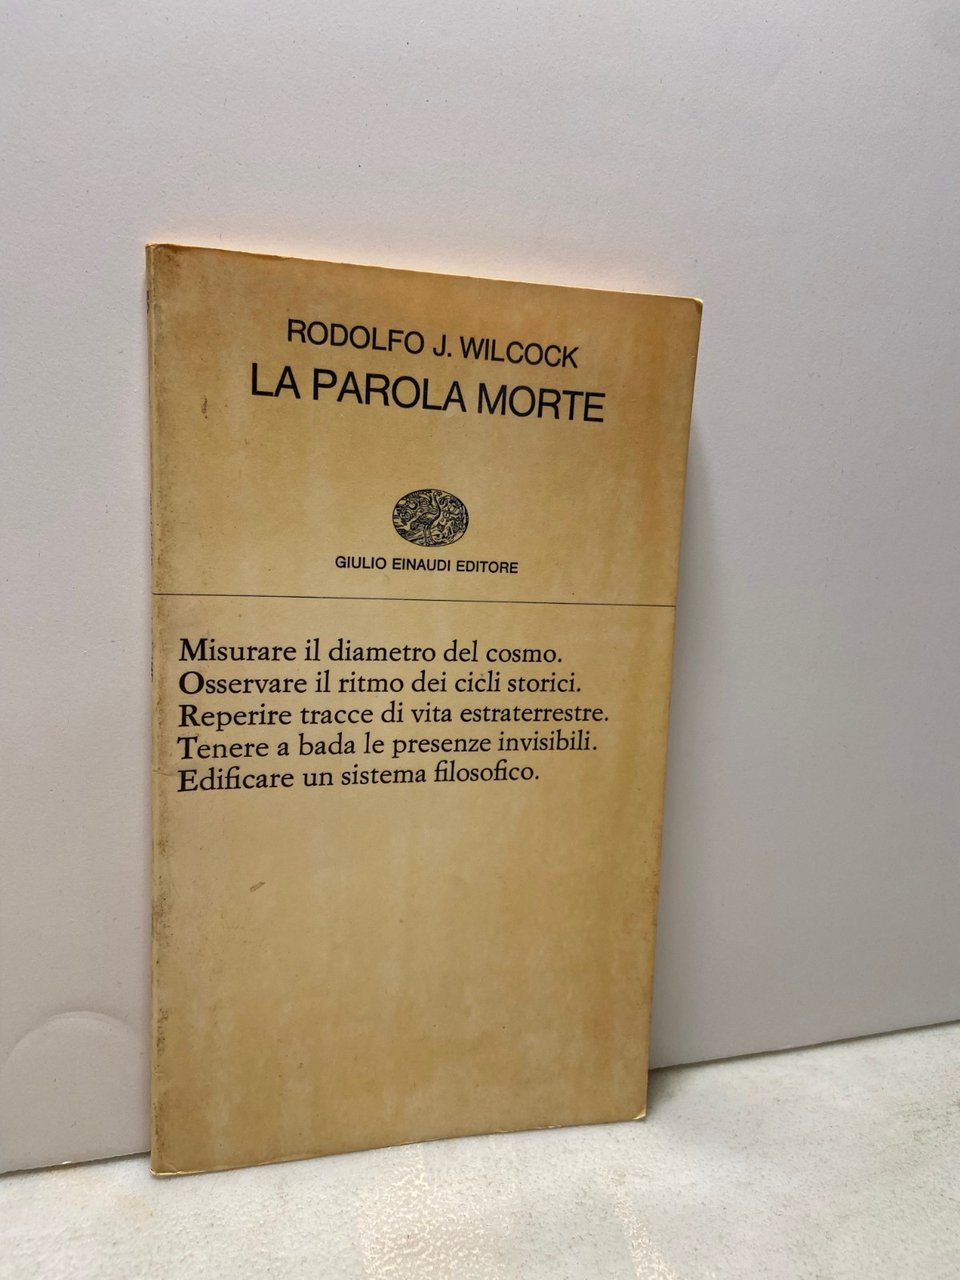 RODOLFO J. WILCOCK
LA PAROLA MORTE
GIULIO EINAUDI EDITORE
Misurare il diametro del cosmo.
Osservare il ritmo dei cicli storici.
Reperire tracce di vita estraterrestre.
Tenere a bada le presenze invisibili.
Edificare un sistema filosofico.